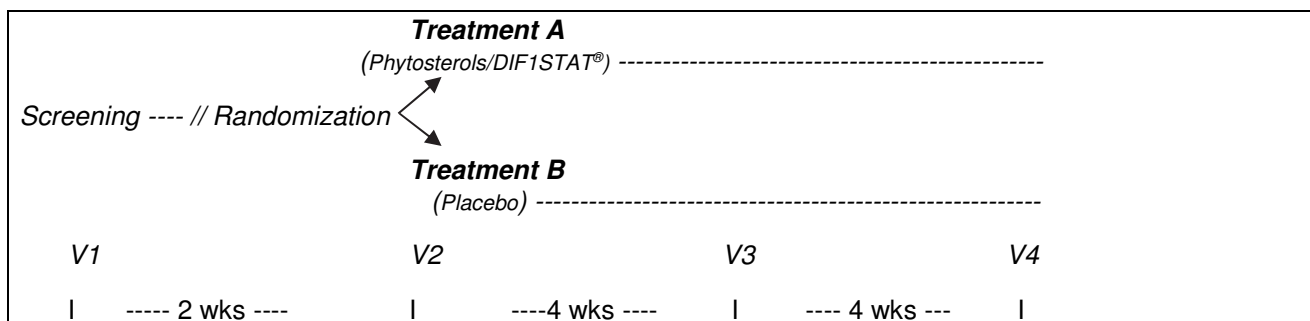 Treatment A
(Phytosterols/DIF1STAT®) -----------------------------------------------
Screening ---- // Randomization
Treatment B
(Placebo) --------------------------------------------------------
V1 V2 V3 V4
I ----- 2 wks ---- I ----4 wks ---- I ---- 4 wks --- I